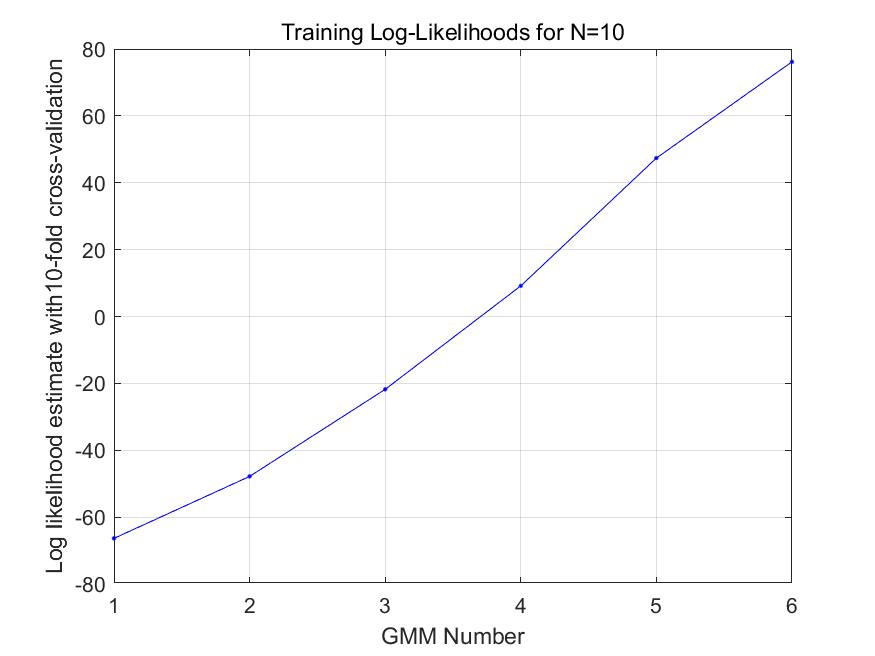 Training Log-Likelihoods for N=10
Log likelihood estimate with10-fold cross-validation
80
60
40
20
0
-20
-40
-60
-80
1 2 3 4 5 6
GMM Number